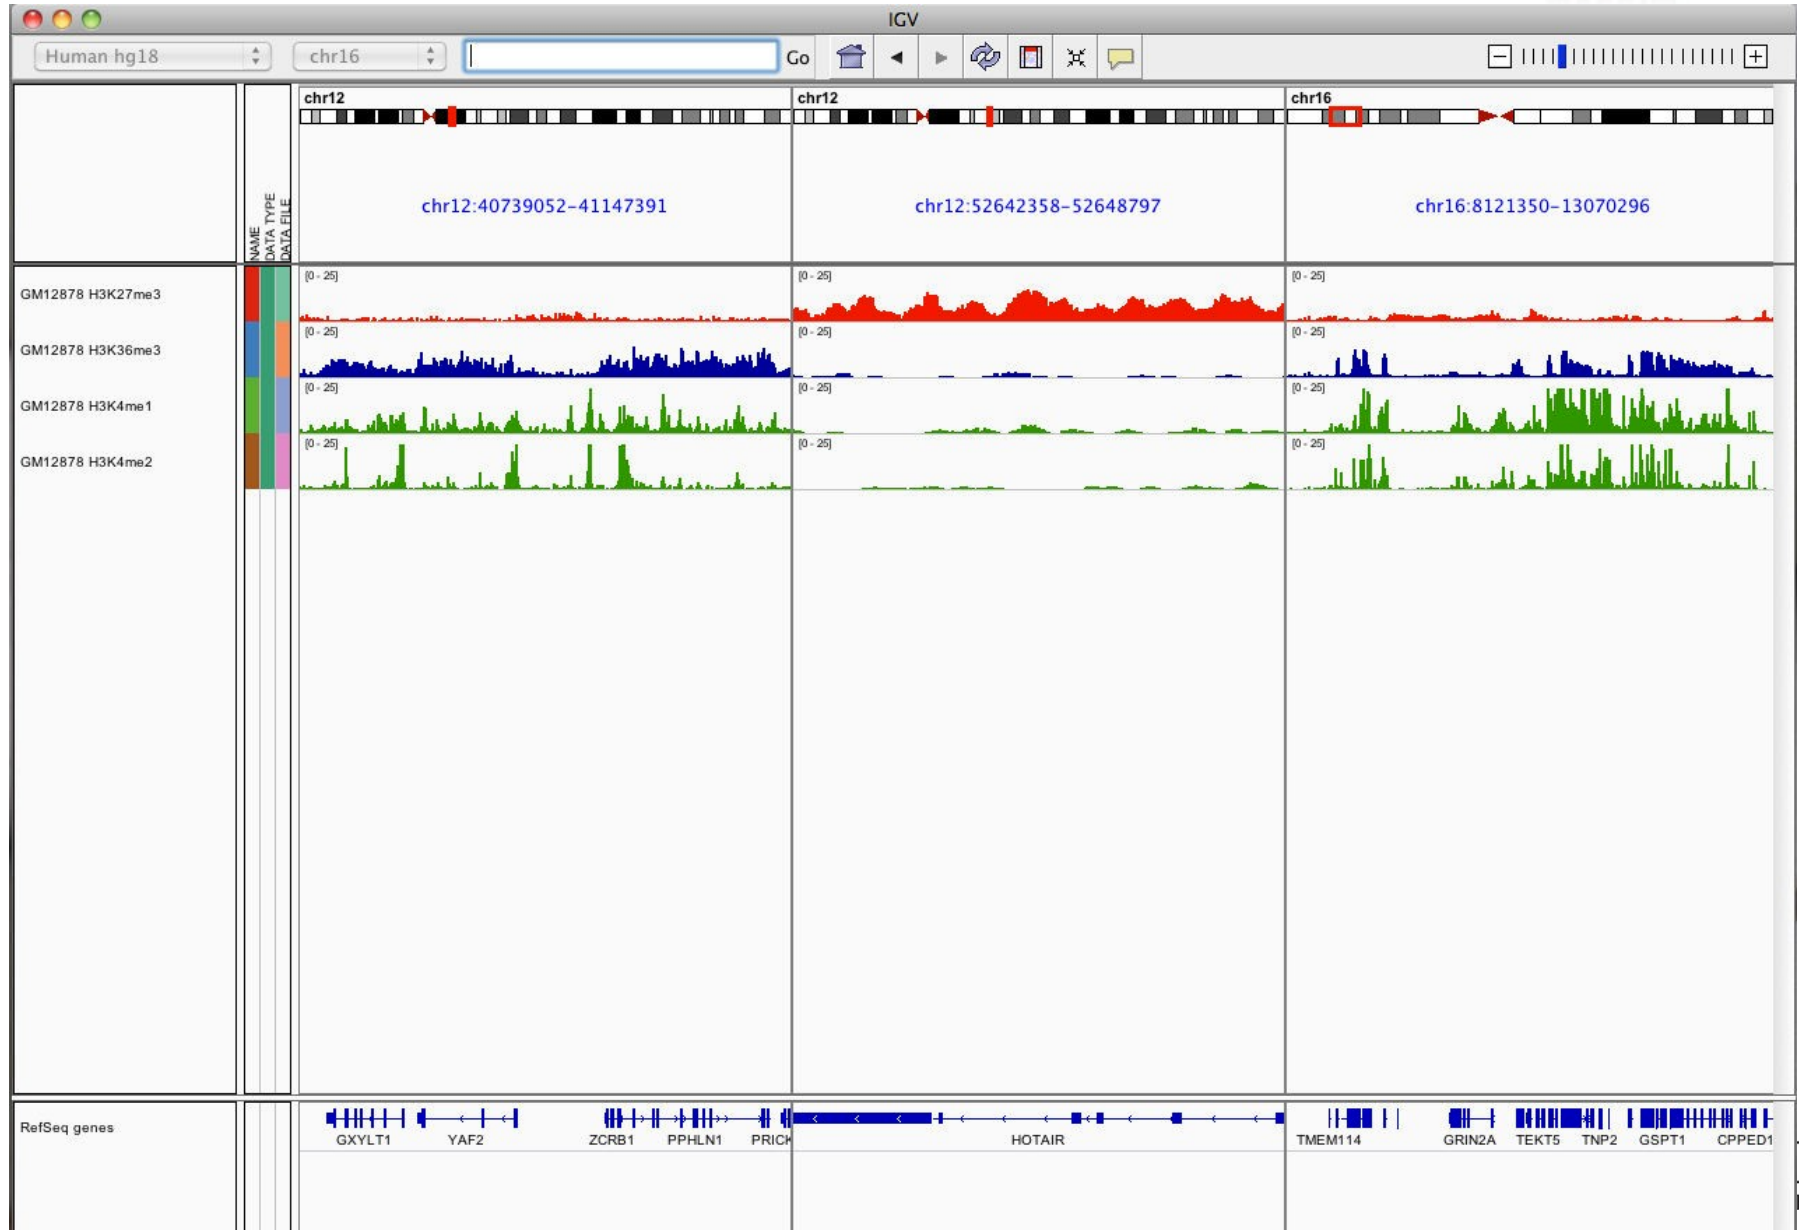 IGV
Human hg18
chr16
Go
chr12
chr12
chr16
chr12:40739052-41147391
chr12:52642358-52648797
chr16:8121350-13070296
NAME
DATA TYPE
DATA FILE
[0 - 25]
[0 - 25]
[0 - 25]
GM12878 H3K27me3
[0 - 25]
[0 - 25]
[0 - 25]
GM12878 H3K36me3
[0 - 25]
[0 - 25]
[0 - 25]
GM12878 H3K4me1
[0 - 25]
[0 - 25]
[0 - 25]
GM12878 H3K4me2
RefSeq genes
GXYLT1 YAF2 ZCRB1 PPHLN1 PRICK
HOTAIR
TMEM114 GRIN2A TEKT5 TNP2 GSPT1 CPPED1